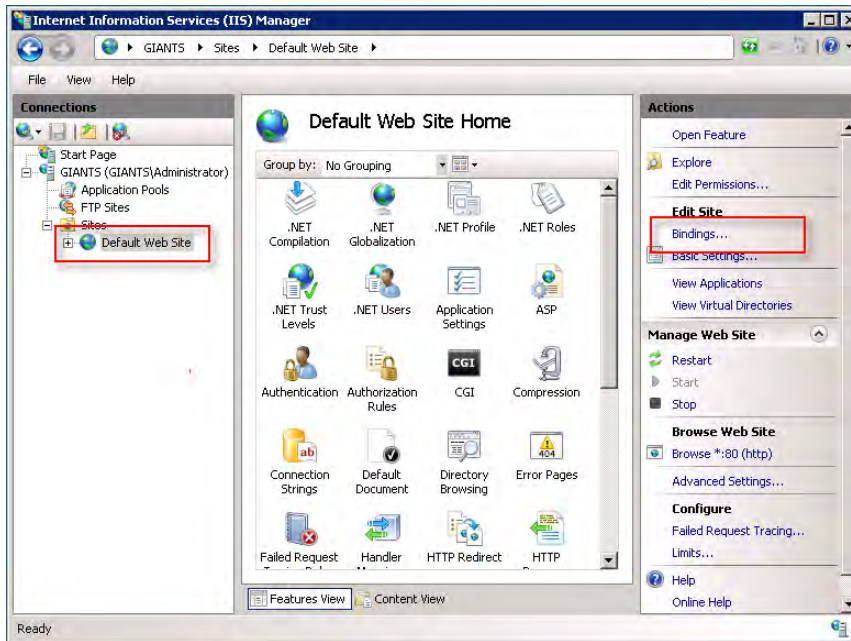 Internet Information Services (IIS) Manager
GIANTS
Sites
Default Web Site
File
View
Help
Connections
Start Page
GIANTS (GIANTS\Administrator)
Application Pools
FTP Sites
Sites
Default Web Site
Default Web Site Home
Group by: No Grouping
.NET
Compilation
.NET
Globalization
.NET Profile
.NET Roles
.NET Trust
Levels
.NET Users
Application
Settings
ASP
Authentication
Authorization
Rules
CGI
CGI
Compression
ab
Connection
Strings
Default
Document
Directory
Browsing
404
Error Pages
Failed Request
Handler
HTTP Redirect
HTTP
Features View
Content View
Actions
Open Feature
Explore
Edit Permissions...
Edit Site
Bindings...
Basic Settings...
View Applications
View Virtual Directories
Manage Web Site
Restart
Start
Stop
Browse Web Site
Browse *:80 (http)
Advanced Settings...
Configure
Failed Request Tracing...
Limits...
Help
Online Help
Ready